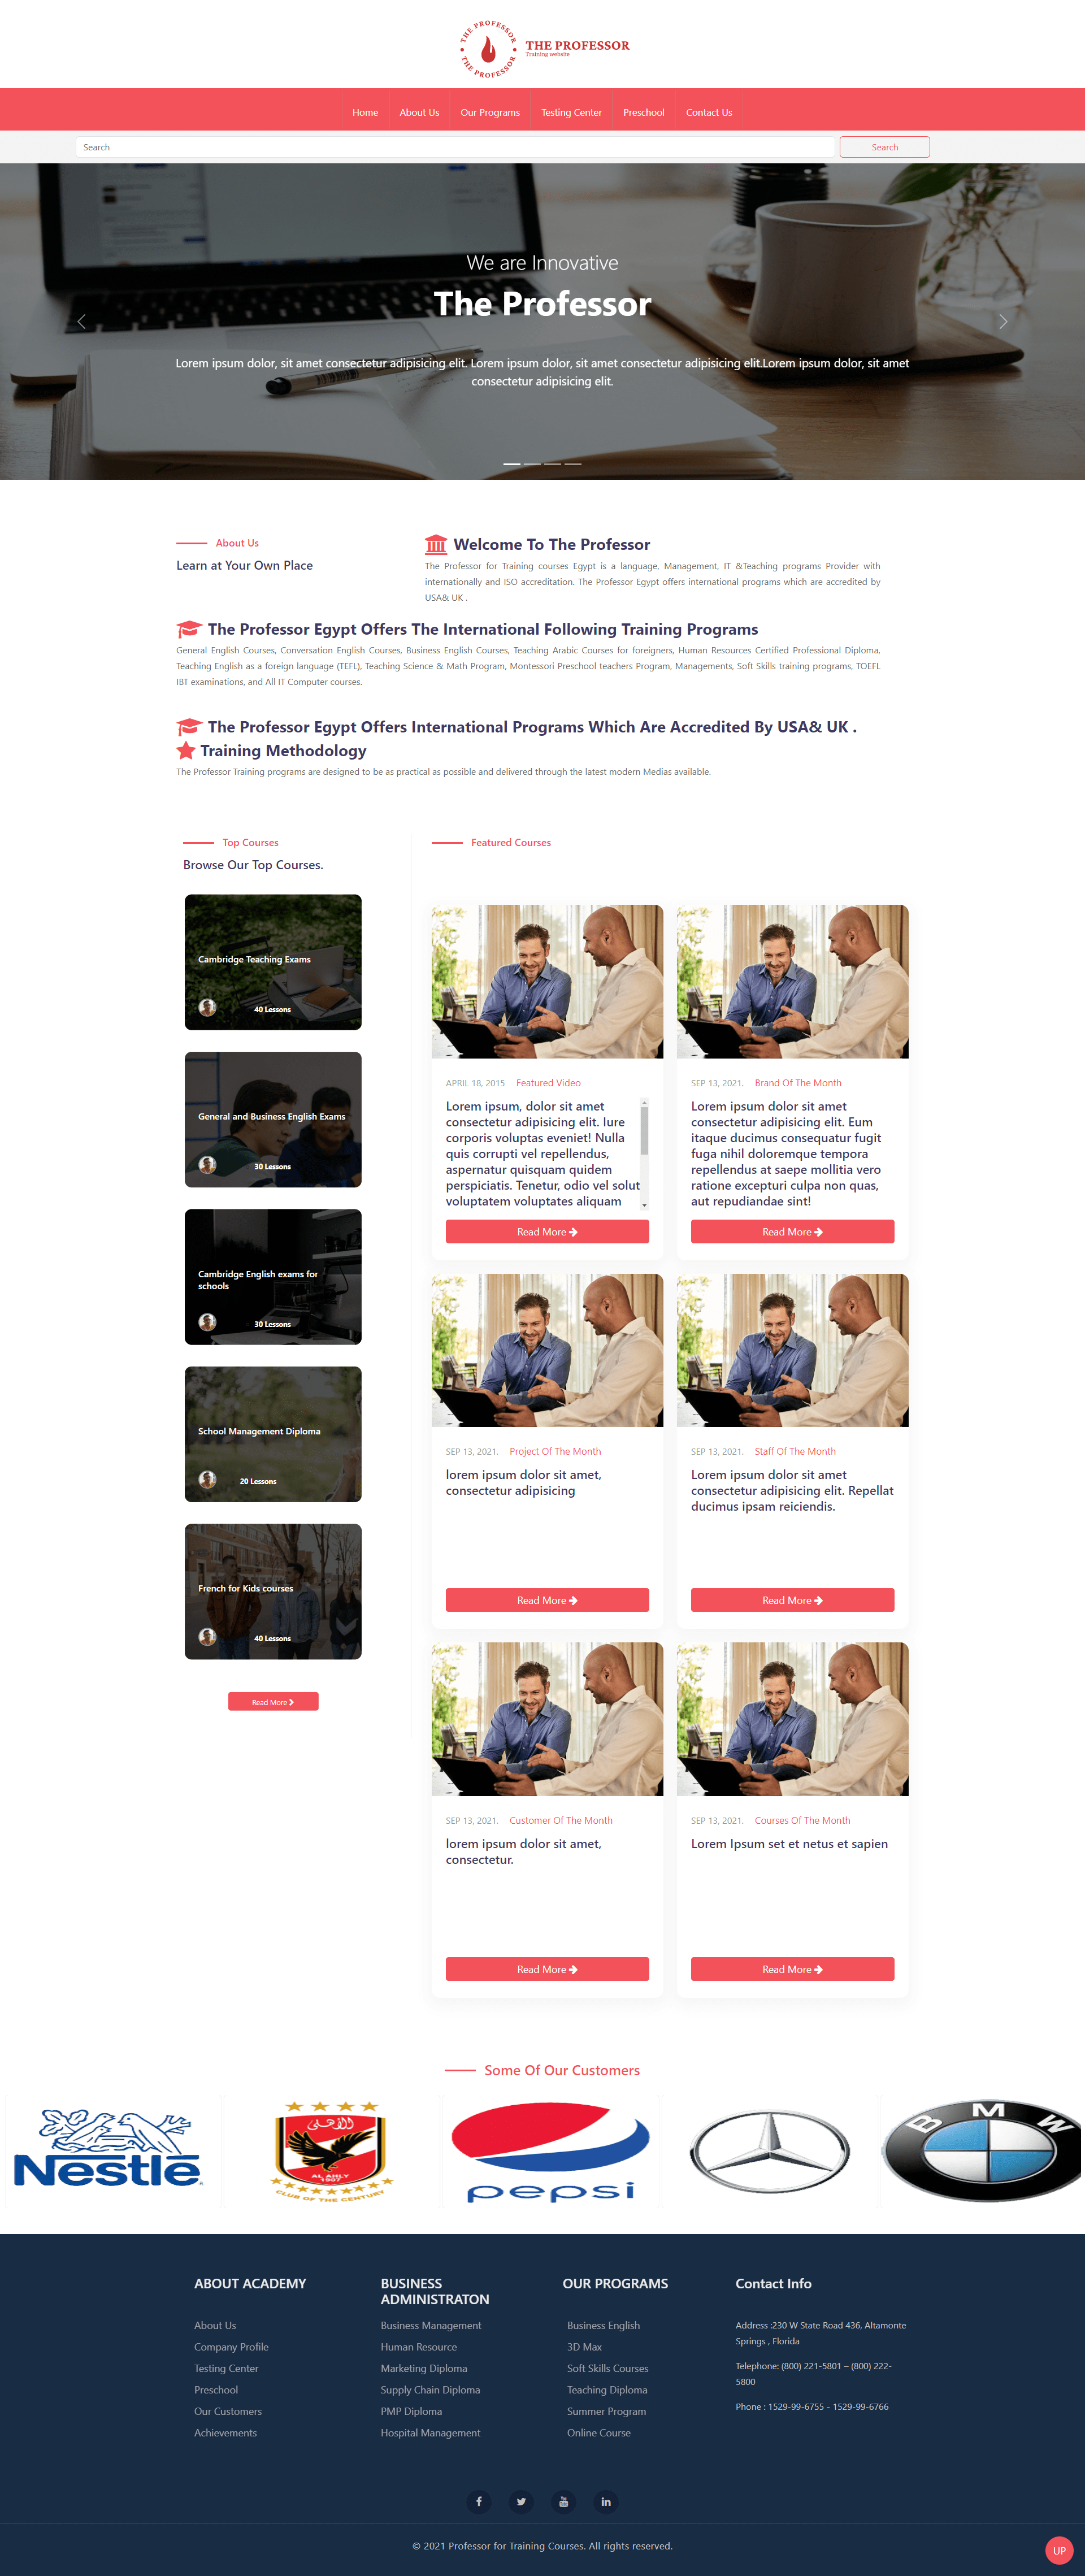 THE PROFESSOR
THE PROFESSOR
THE PROFESSOR
Training website
Home
About Us
Our Programs
Testing Center
Preschool
Contact Us
Search
Search
We are Innovative
The Professor
Lorem ipsum dolor, sit amet consectetur adipisicing elit. Lorem ipsum dolor, sit amet consectetur adipisicing elit.Lorem ipsum dolor, sit amet
consectetur adipisicing elit.
About Us
Learn at Your Own Place
Welcome To The Professor
The Professor for Training courses Egypt is a language, Management, IT &Teaching programs Provider with
internationally and ISO accreditation. The Professor Egypt offers international programs which are accredited by
USA& UK .
The Professor Egypt Offers The International Following Training Programs
General English Courses, Conversation English Courses, Business English Courses, Teaching Arabic Courses for foreigners, Human Resources Certified Professional Diploma,
Teaching English as a foreign language (TEFL), Teaching Science & Math Program, Montessori Preschool teachers Program, Managements, Soft Skills training programs, TOEFL
IBT examinations, and All IT Computer courses.
The Professor Egypt Offers International Programs Which Are Accredited By USA& UK .
Training Methodology
The Professor Training programs are designed to be as practical as possible and delivered through the latest modern Medias available.
Top Courses
Browse Our Top Courses.
Cambridge Teaching Exams
40 Lessons
General and Business English Exams
30 Lessons
Cambridge English exams for
schools
30 Lessons
School Management Diploma
20 Lessons
French for Kids courses
40 Lessons
Read More
Featured Courses
APRIL 18, 2015 Featured Video
Lorem ipsum, dolor sit amet
consectetur adipisicing elit. Iure
corporis voluptas eveniet! Nulla
quis corrupti vel repellendus,
aspernatur quisquam quidem
perspiciatis. Tenetur, odio vel solut
voluptatem voluptates aliquam
Read More
SEP 13, 2021. Brand Of The Month
Lorem ipsum dolor sit amet
consectetur adipisicing elit. Eum
itaque ducimus consequatur fugit
fuga nihil doloremque tempora
repellendus at saepe mollitia vero
ratione excepturi culpa non quas,
aut repudiandae sint!
Read More
SEP 13, 2021. Project Of The Month
lorem ipsum dolor sit amet,
consectetur adipisicing
Read More
SEP 13, 2021. Staff Of The Month
Lorem ipsum dolor sit amet
consectetur adipisicing elit. Repellat
ducimus ipsam reiciendis.
Read More
SEP 13, 2021. Customer Of The Month
lorem ipsum dolor sit amet,
consectetur.
Read More
SEP 13, 2021. Courses Of The Month
Lorem Ipsum set et netus et sapien
Read More
Some Of Our Customers
Nestlé
الاهلى
AL AHLY
1907
CLUB OF THE CENTURY
pepsi
BMW
ABOUT ACADEMY
About Us
Company Profile
Testing Center
Preschool
Our Customers
Achievements
BUSINESS
ADMINISTRATON
Business Management
Human Resource
Marketing Diploma
Supply Chain Diploma
PMP Diploma
Hospital Management
OUR PROGRAMS
Business English
3D Max
Soft Skills Courses
Teaching Diploma
Summer Program
Online Course
Contact Info
Address :230 W State Road 436, Altamonte
Springs , Florida
Telephone: (800) 221-5801 – (800) 222-
5800
Phone : 1529-99-6755 - 1529-99-6766
© 2021 Professor for Training Courses. All rights reserved.
UP